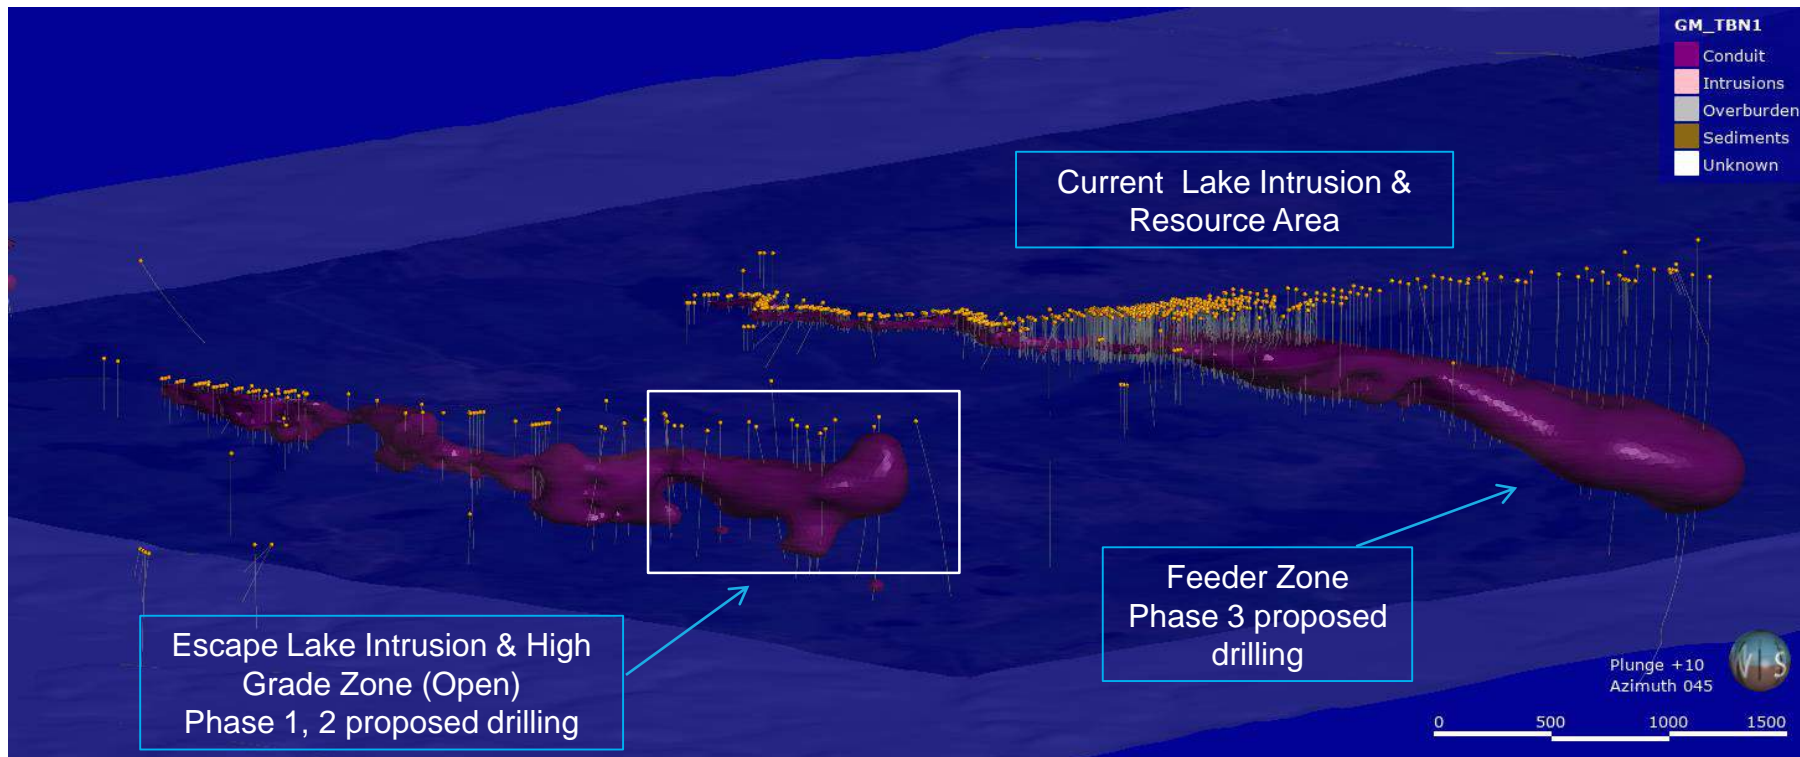 GM_TBN1
Conduit
Intrusions
Overburden
Sediments
Unknown
Current Lake Intrusion &
Resource Area
Escape Lake Intrusion & High
Grade Zone (Open)
Phase 1, 2 proposed drilling
Feeder Zone
Phase 3 proposed
drilling
Plunge +10
Azimuth 045
W S
0 500 1000 1500